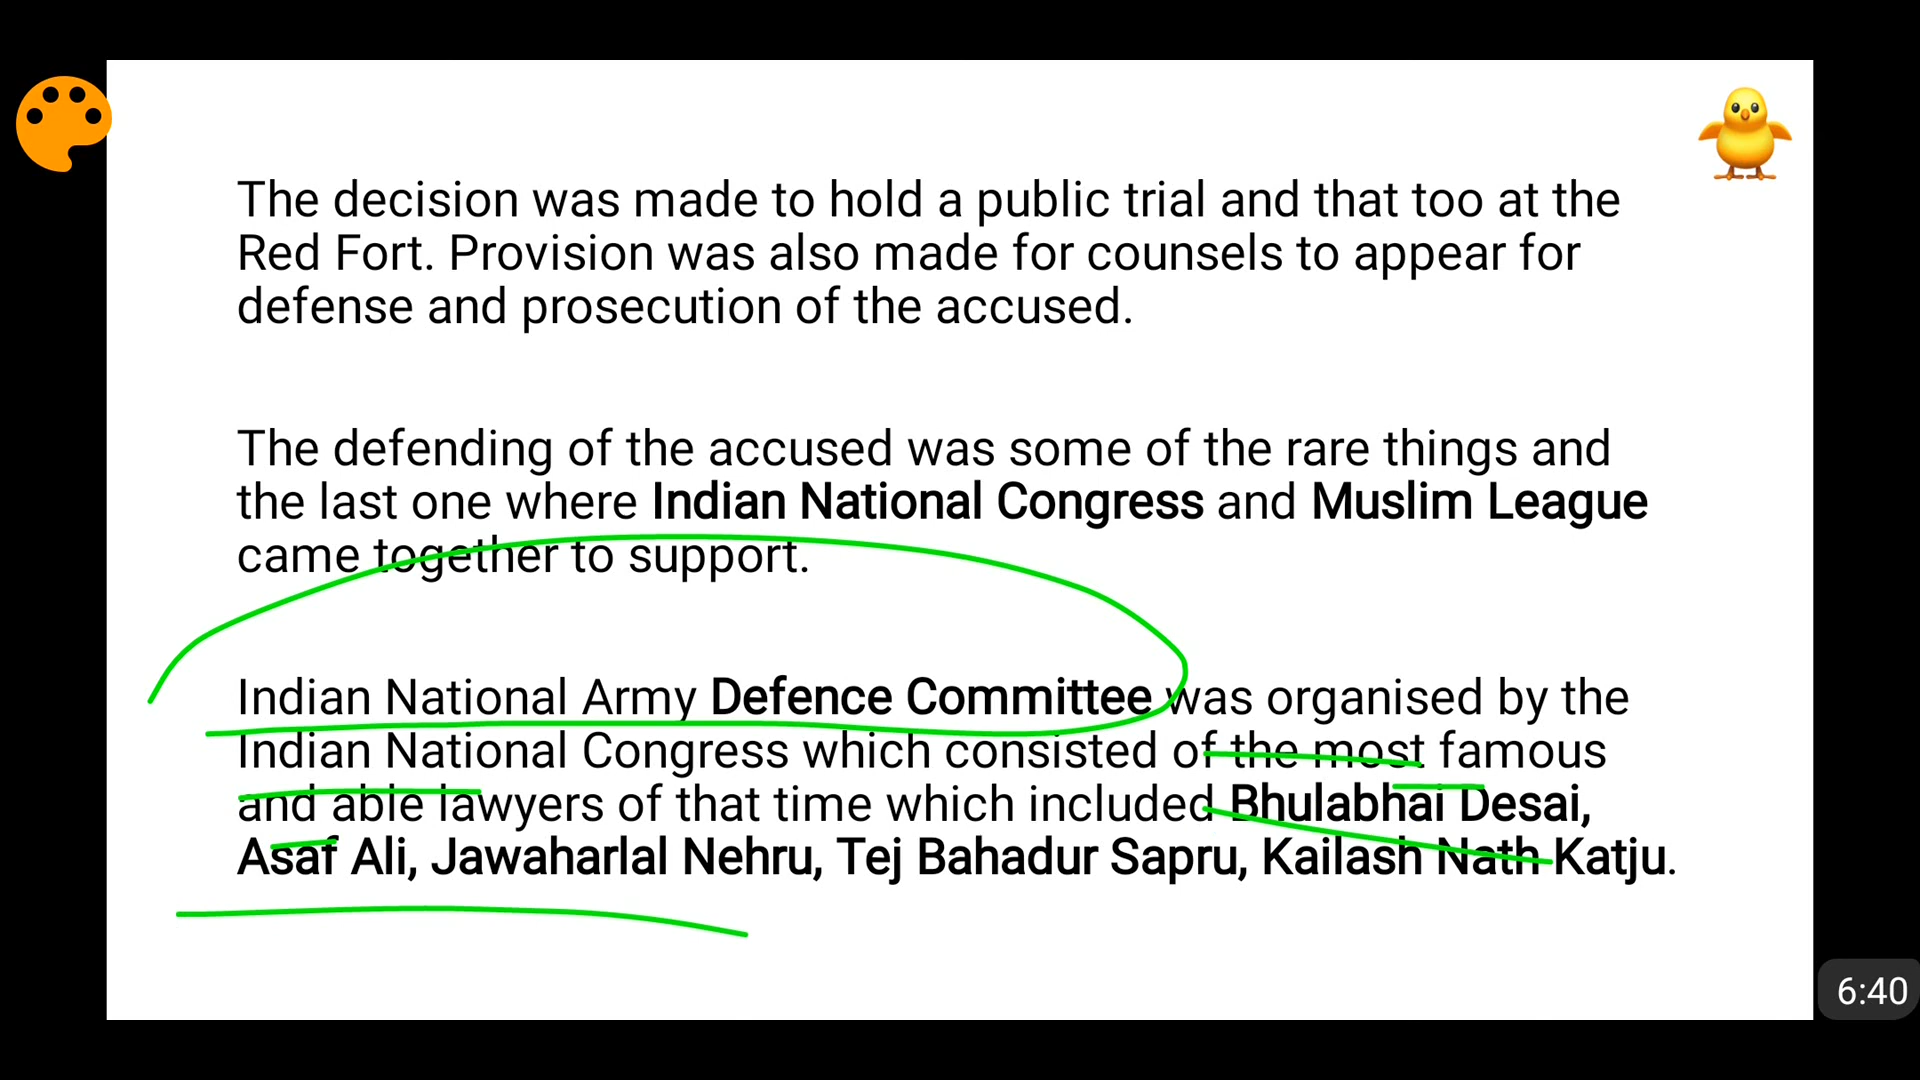 The decision was made to hold a public trial and that too at the
Red Fort. Provision was also made for counsels to appear for
defense and prosecution of the accused.
The defending of the accused was some of the rare things and
the last one where Indian National Congress and Muslim League
came together to support.
Indian National Army Defence Committee was organised by the
Indian National Congress which consisted of the most famous
and able lawyers of that time which included Bhulabhai Desai,
Asaf Ali, Jawaharlal Nehru, Tej Bahadur Sapru, Kailash Nath Katju.
6:40